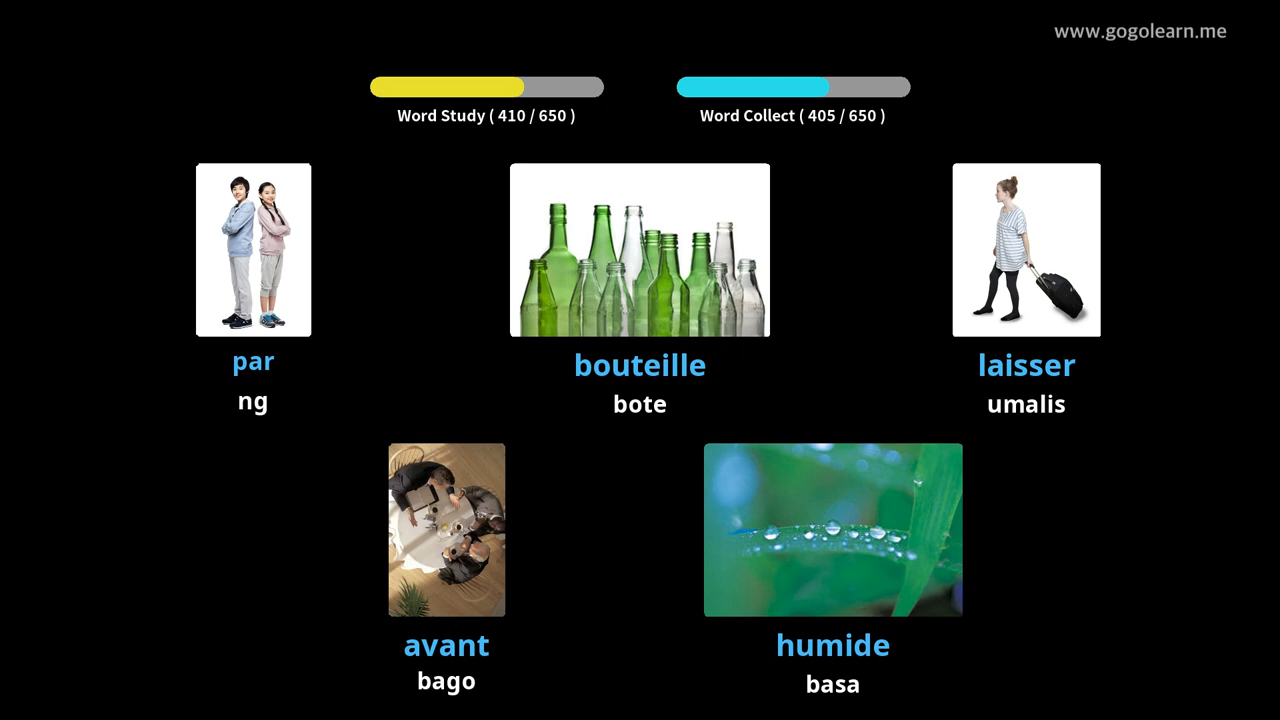 www.gogolearn.me
Word Study ( 410 / 650 )
Word Collect ( 405 / 650 )
par
ng
bouteille
bote
laisser
umalis
avant
bago
humide
basa